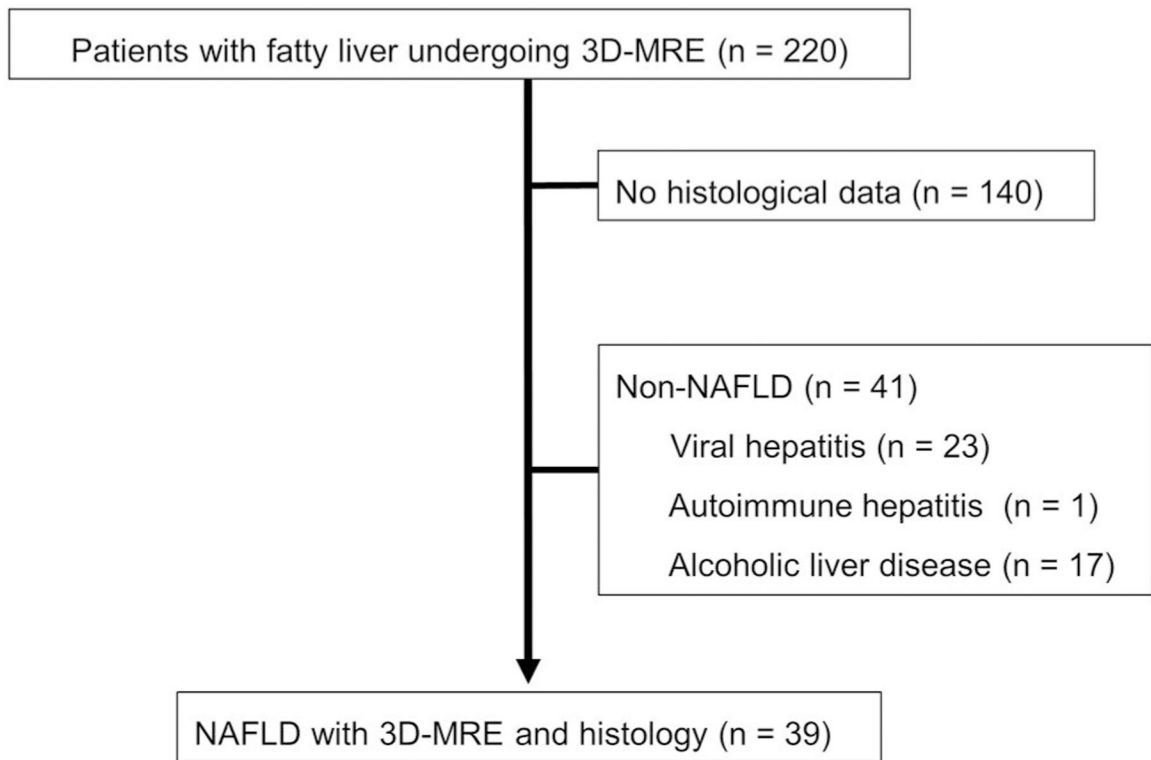 Patients with fatty liver undergoing 3D-MRE (n = 220)
No histological data (n = 140)
Non-NAFLD (n = 41)
Viral hepatitis (n = 23)
Autoimmune hepatitis (n = 1)
Alcoholic liver disease (n = 17)
NAFLD with 3D-MRE and histology (n = 39)